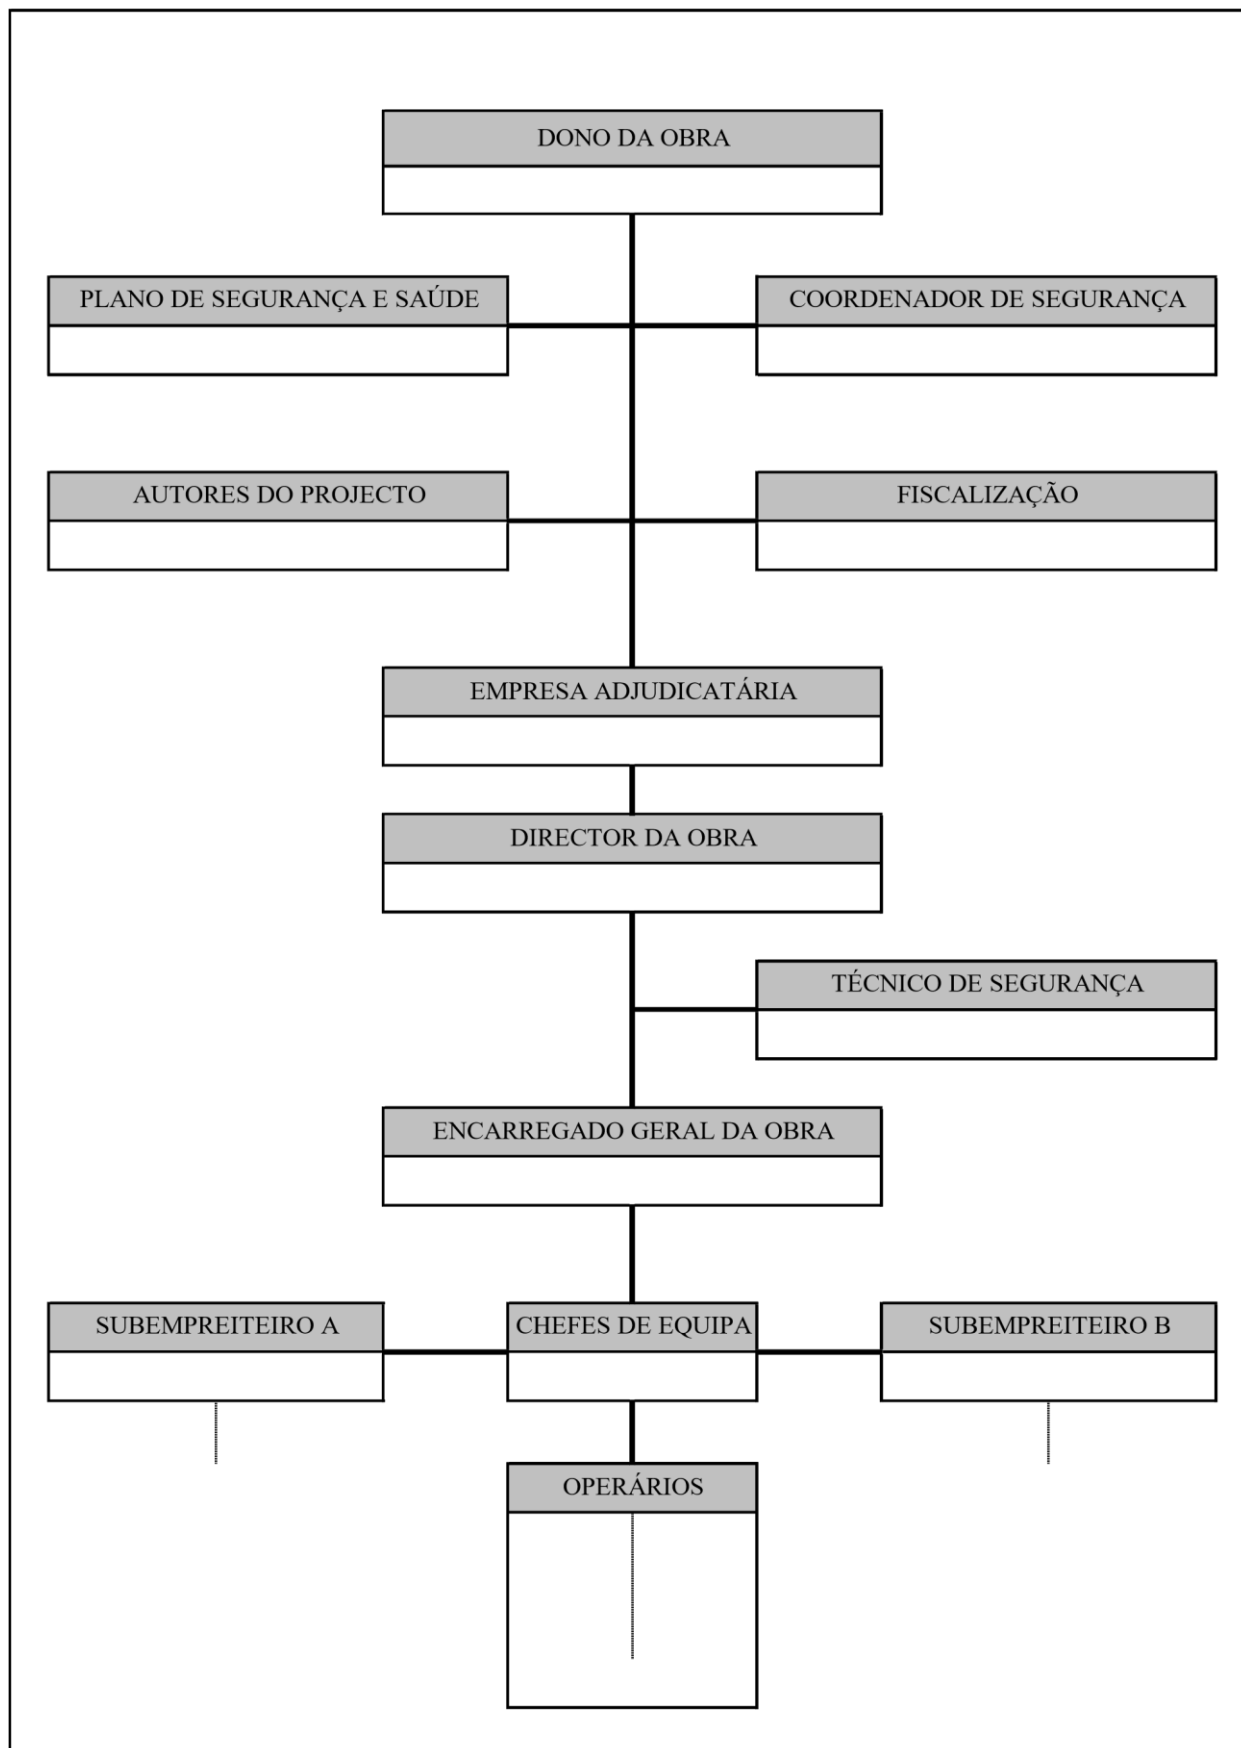 DONO DA OBRA
PLANO DE SEGURANÇA E SAÚDE
COORDENADOR DE SEGURANÇA
AUTORES DO PROJECTO
FISCALIZAÇÃO
EMPRESA ADJUDICATÁRIA
DIRECTOR DA OBRA
TÉCNICO DE SEGURANÇA
ENCARREGADO GERAL DA OBRA
SUBEMPREITEIRO A
CHEFES DE EQUIPA
SUBEMPREITEIRO B
OPERÁRIOS